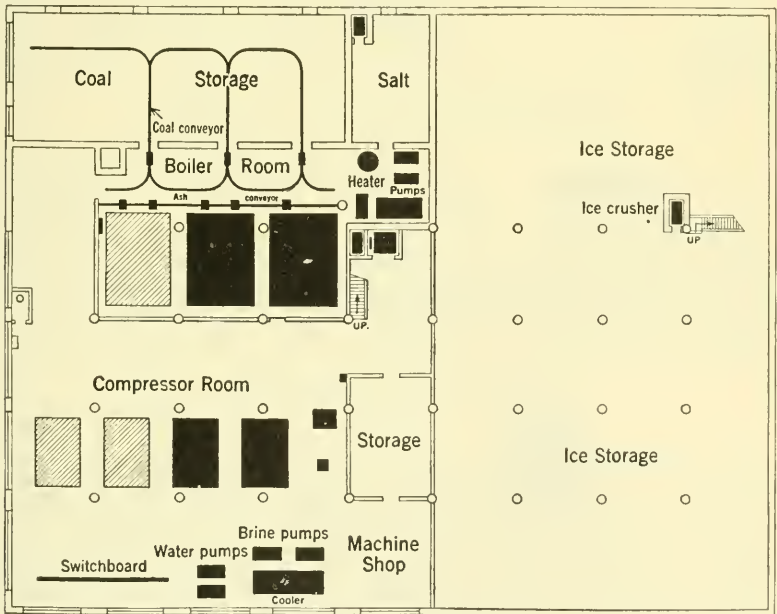 Coal Storage
Salt
Coal conveyor
Boiler Room
Heater
Pumps
Ash conveyor
Ice Storage
Ice crusher
UP
UP.
Compressor Room
Storage
Ice Storage
Brine pumps
Water pumps
Machine
Shop
Switchboard
Cooler